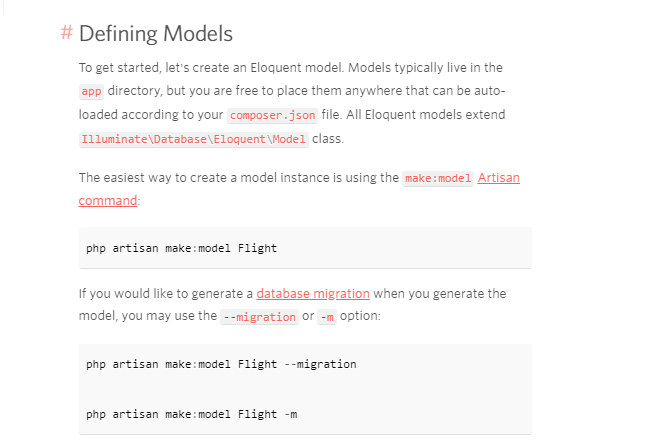 # Defining Models
To get started, let's create an Eloquent model. Models typically live in the
app directory, but you are free to place them anywhere that can be auto-
loaded according to your composer.json file. All Eloquent models extend
Illuminate\Database\Eloquent\Model class.
The easiest way to create a model instance is using the make:model Artisan
command:
php artisan make:model Flight
If you would like to generate a database migration when you generate the
model, you may use the --migration or -m option:
php artisan make:model Flight --migration
php artisan make:model Flight -m